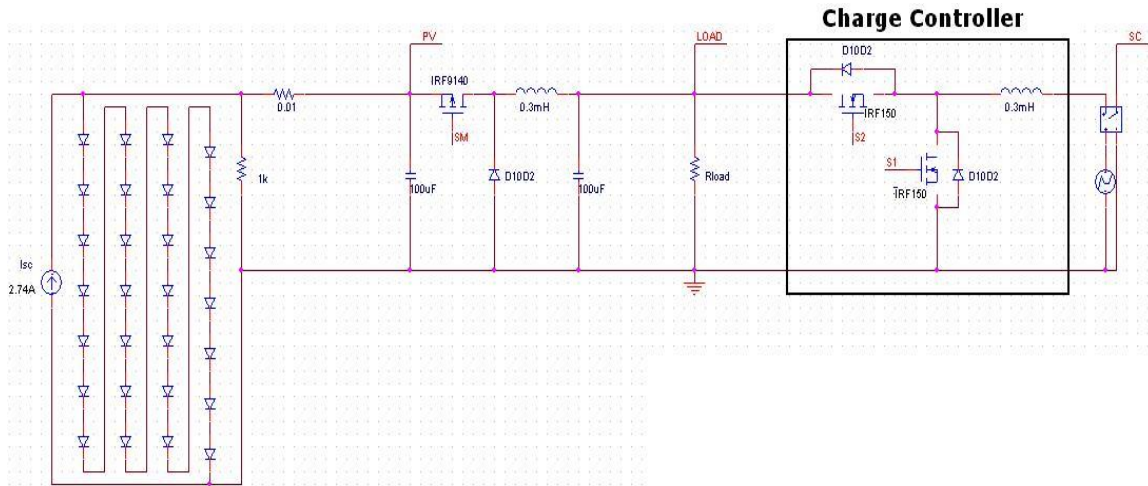 Charge Controller
PV
LOAD
SC
D10D2
IRF9140
0.01
0.3mH
IRF150
0.3mH
SM
S2
1k
100uF
D10D2
100uF
Rload
S1
D10D2
IRF150
Isc
2.74A